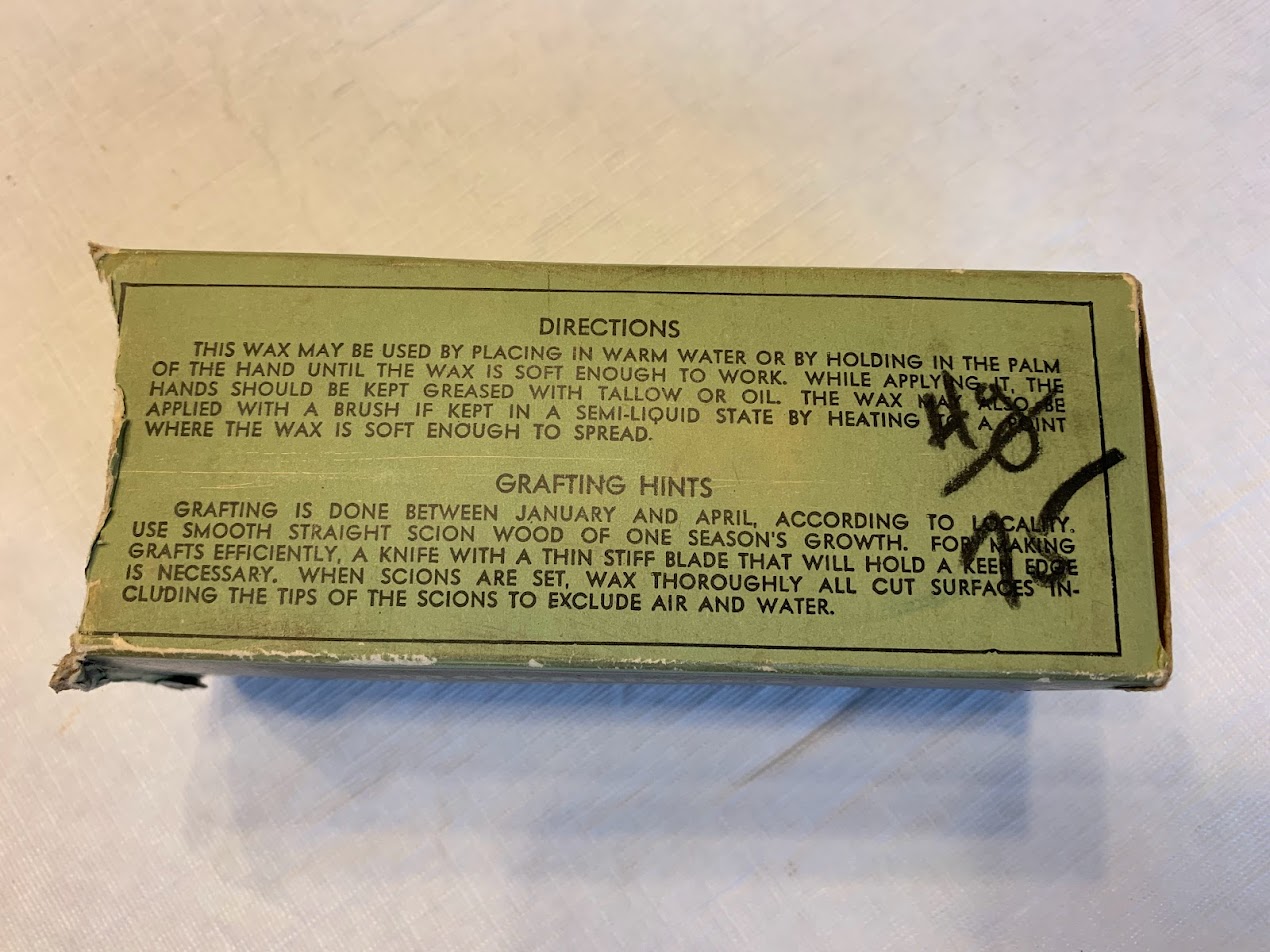 DIRECTIONS
THIS WAX MAY BE USED BY PLACING IN WARM WATER OR BY HOLDING IN THE PALM
OF THE HAND UNTIL THE WAX IS SOFT ENOUGH TO WORK. WHILE APPLYING IT, THE
HANDS SHOULD BE KEPT GREASED WITH TALLOW OR OIL. THE WAX MAY ALSO BE
APPLIED WITH A BRUSH IF KEPT IN A SEMI-LIQUID STATE BY HEATING TO A POINT
WHERE THE WAX IS SOFT ENOUGH TO SPREAD.
GRAFTING HINTS
GRAFTING IS DONE BETWEEN JANUARY AND APRIL, ACCORDING TO LOCALITY.
USE SMOOTH STRAIGHT SCION WOOD OF ONE SEASON'S GROWTH. FOR MAKING
GRAFTS EFFICIENTLY, A KNIFE WITH A THIN STIFF BLADE THAT WILL HOLD A KEEN EDGE
IS NECESSARY. WHEN SCIONS ARE SET, WAX THOROUGHLY ALL CUT SURFACES IN-
CLUDING THE TIPS OF THE SCIONS TO EXCLUDE AIR AND WATER.